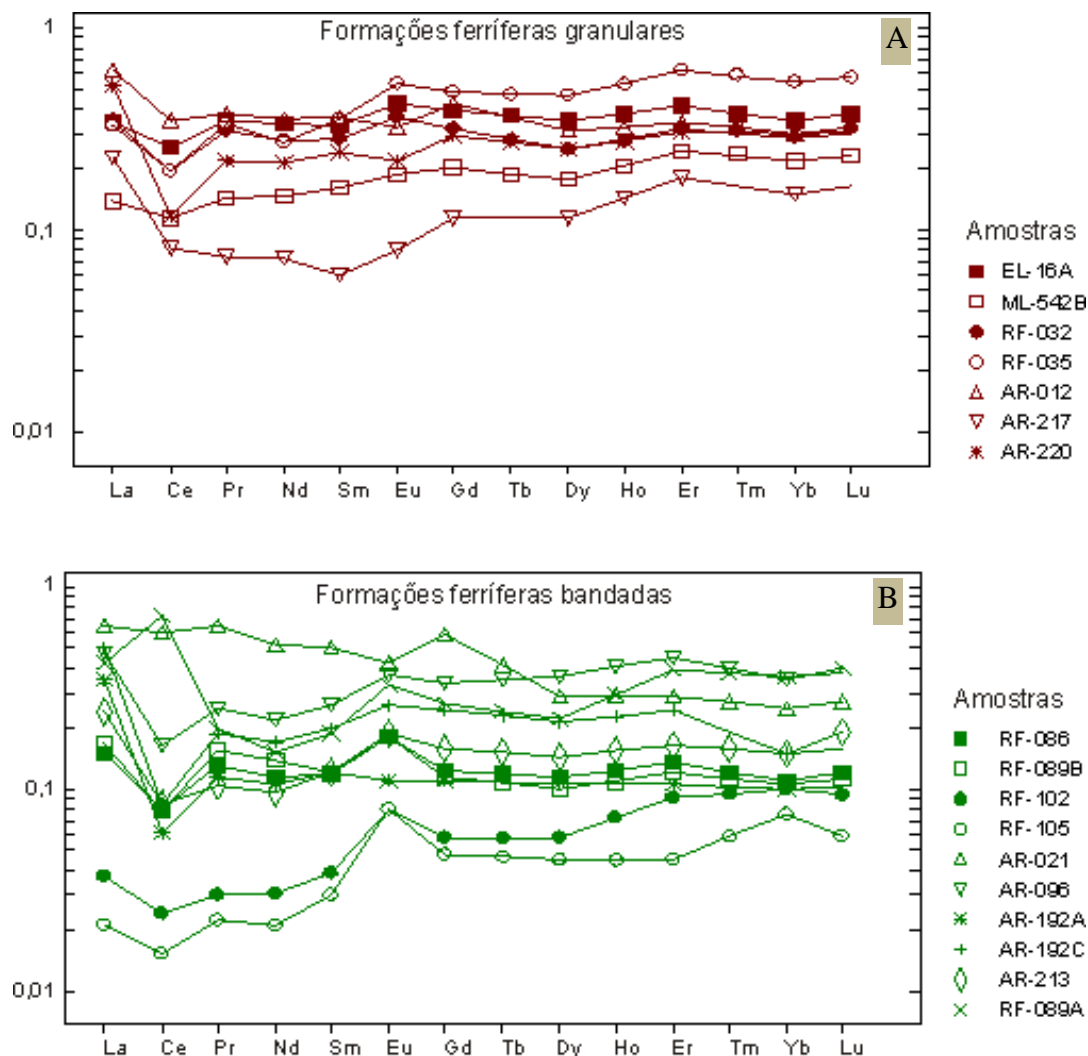 Formações ferríferas granulares
A
1
0,1
0,01
La Ce Pr Nd Sm Eu Gd Tb Dy Ho Er Tm Yb Lu
Amostras
EL-16A
ML-542B
RF-032
RF-035
AR-012
AR-217
AR-220
Formações ferríferas bandadas
B
1
0,1
0,01
La Ce Pr Nd Sm Eu Gd Tb Dy Ho Er Tm Yb Lu
Amostras
RF-086
RF-089B
RF-102
RF-105
AR-021
AR-096
AR-192A
AR-192C
AR-213
RF-089A